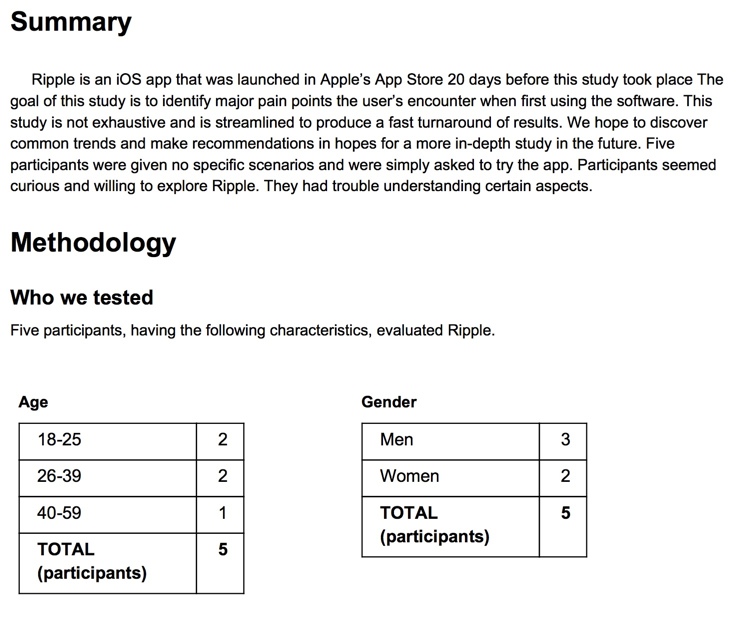 Summary
Ripple is an iOS app that was launched in Apple's App Store 20 days before this study took place The
goal of this study is to identify major pain points the user's encounter when first using the software. This
study is not exhaustive and is streamlined to produce a fast turnaround of results. We hope to discover
common trends and make recommendations in hopes for a more in-depth study in the future. Five
participants were given no specific scenarios and were simply asked to try the app. Participants seemed
curious and willing to explore Ripple. They had trouble understanding certain aspects.
Methodology
Who we tested
Five participants, having the following characteristics, evaluated Ripple.
Age
18-25 2
26-39 2
40-59 1
TOTAL 5
(participants)
Gender
Men 3
Women 2
TOTAL 5
(participants)